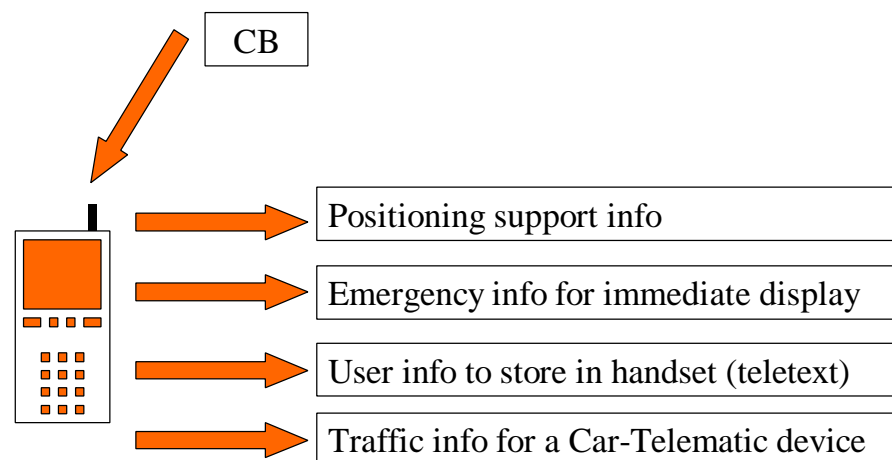 CB
Positioning support info
Emergency info for immediate display
User info to store in handset (teletext)
Traffic info for a Car-Telematic device